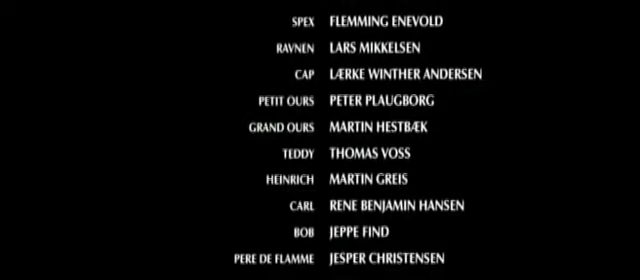 SPEX FLEMMING ENEVOLD
RAVNEN LARS MIKKELSEN
CAP LÆRKE WINTHER ANDERSEN
PETIT OURS PETER PLAUGBORG
GRAND OURS MARTIN HESTBÆK
TEDDY THOMAS VOSS
HEINRICH MARTIN GREIS
CARL RENE BENJAMIN HANSEN
BOB JEPPE FIND
PERE DE FLAMME JESPER CHRISTENSEN